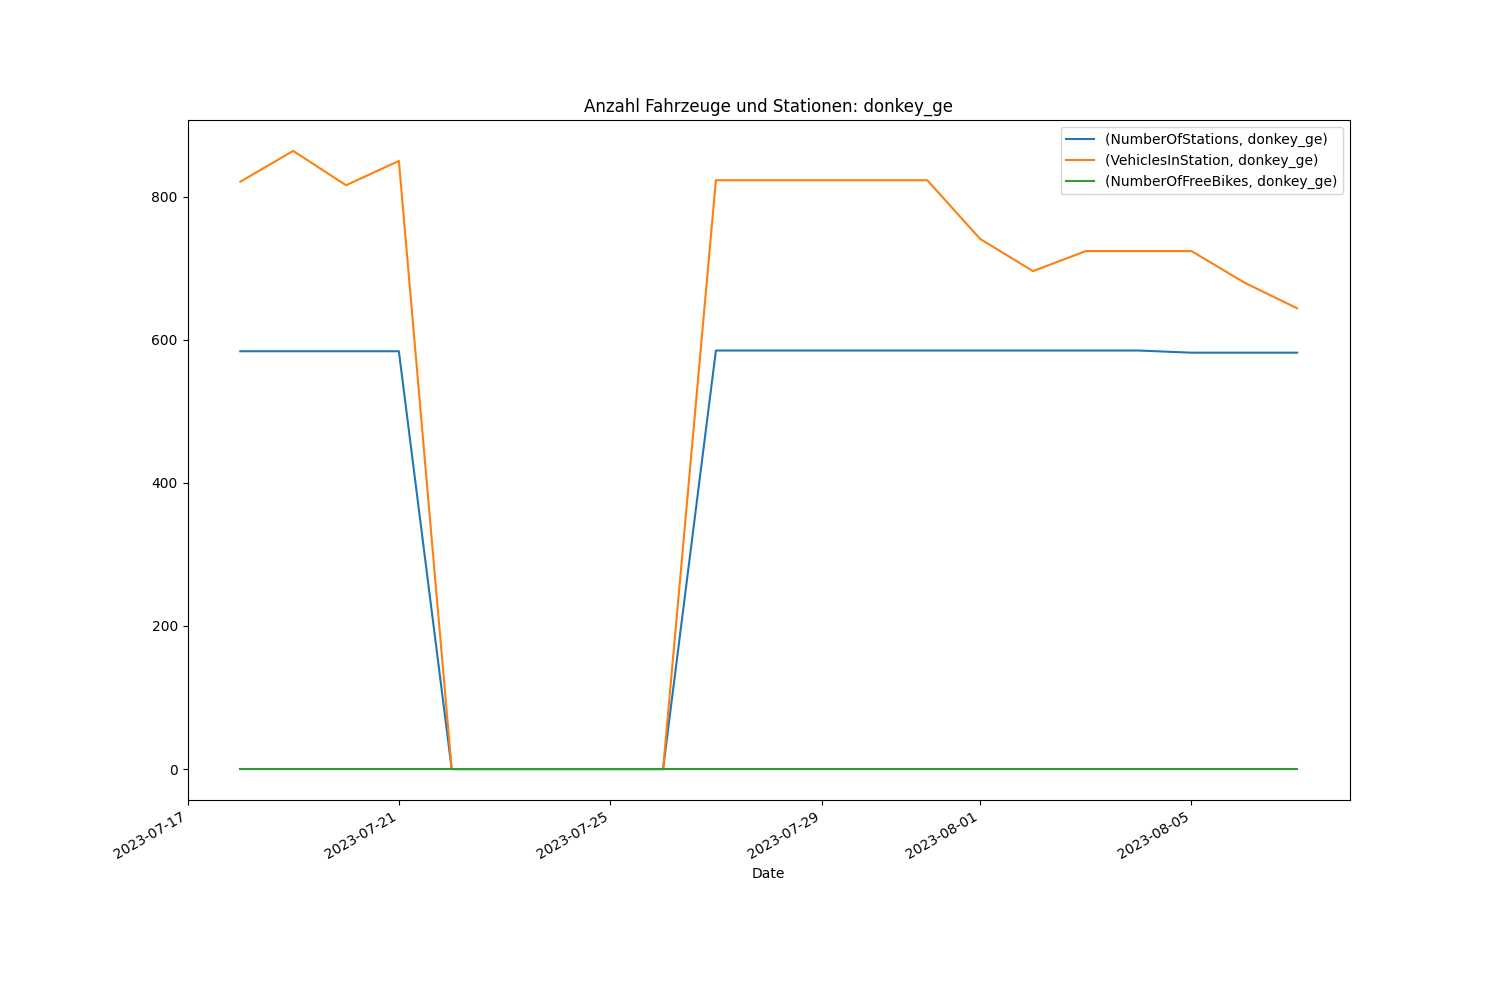 Anzahl Fahrzeuge und Stationen: donkey_ge
(NumberOfStations, donkey_ge)
(VehiclesInStation, donkey_ge)
(NumberOfFreeBikes, donkey_ge)
800
600
400
200
0
2023-07-17
2023-07-21
2023-07-25
2023-07-29
2023-08-01
2023-08-05
Date